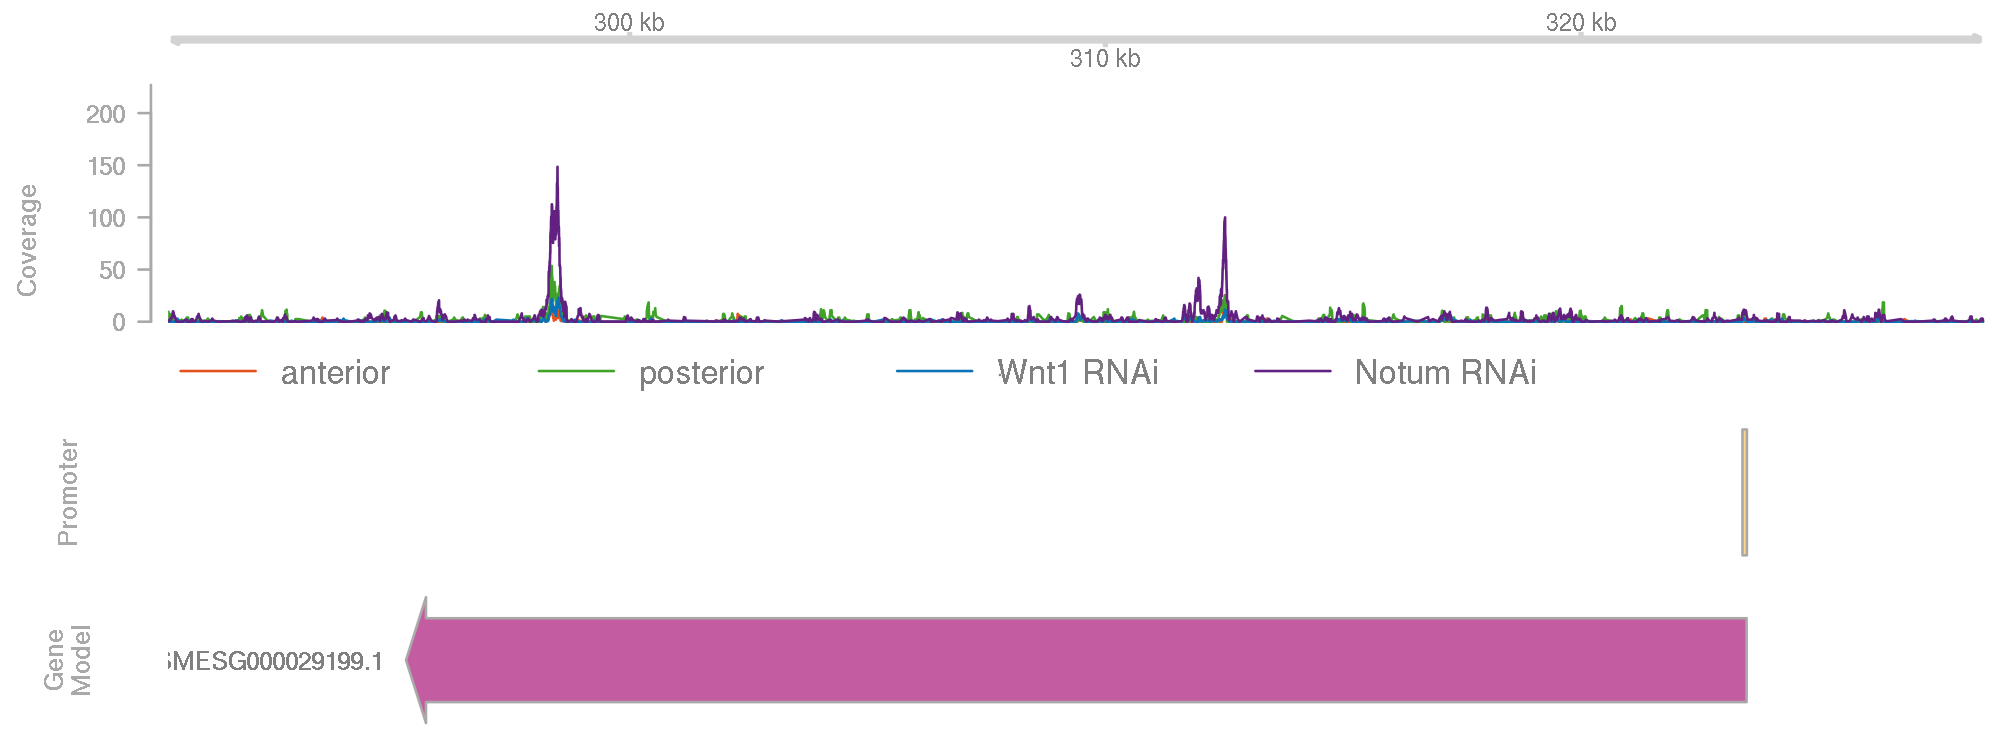 300 kb
320 kb
310 kb
Coverage
200
150
100
50
0
anterior
posterior
Wnt1 RNAi
Notum RNAi
Promoter
Gene
Model
SMESG000029199.1